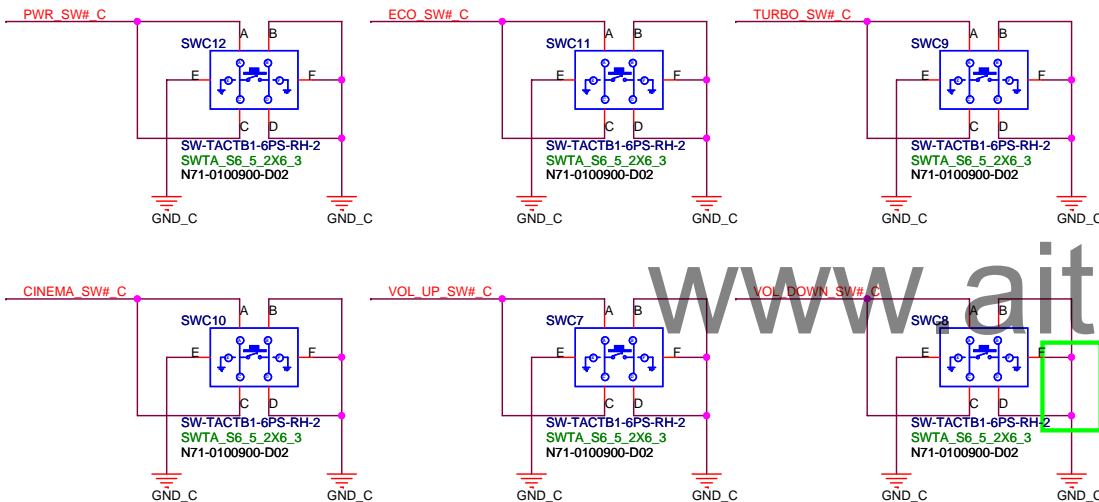 PWR_SW#_C
ECO_SW#_C
TURBO_SW#_C
A B
A B
A B
SWC12
SWC11
SWC9
E F
E F
E F
C D
C D
C D
SW-TACTB1-6PS-RH-2
SW-TACTB1-6PS-RH-2
SW-TACTB1-6PS-RH-2
SWTA_S6_5_2X6_3
SWTA_S6_5_2X6_3
SWTA_S6_5_2X6_3
N71-0100900-D02
N71-0100900-D02
N71-0100900-D02
GND_C GND_C
GND_C GND_C
GND_C GND_C
www.ait
CINEMA_SW#_C
VOL_UP_SW#_C
VOL_DOWN_SW#_C
A B
A B
A B
SWC10
SWC7
SWC8
E F
E F
E F
C D
C D
C D
SW-TACTB1-6PS-RH-2
SW-TACTB1-6PS-RH-2
SW-TACTB1-6PS-RH-2
SWTA_S6_5_2X6_3
SWTA_S6_5_2X6_3
SWTA_S6_5_2X6_3
N71-0100900-D02
N71-0100900-D02
N71-0100900-D02
GND_C GND_C
GND_C GND_C
GND_C GND_C